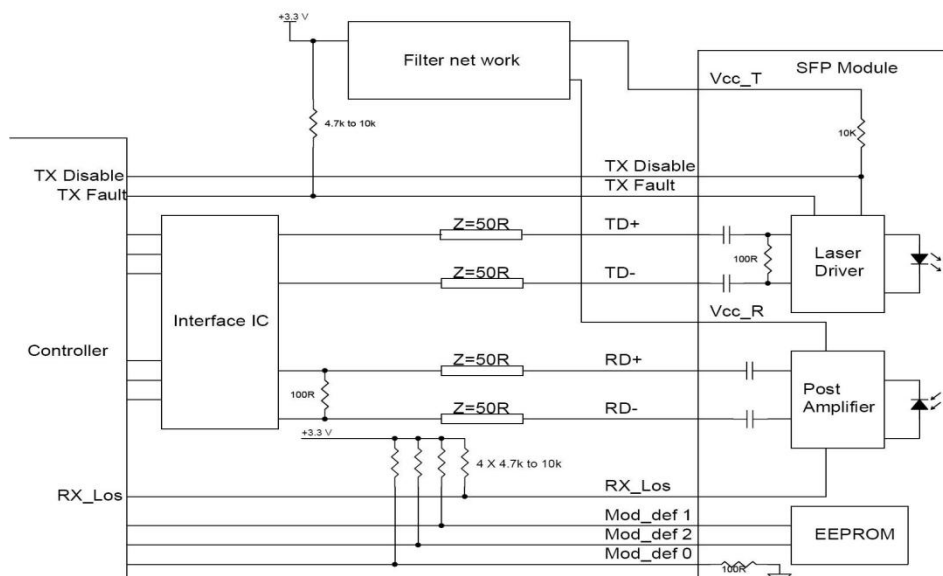 +3.3 V
Filter net work
SFP Module
Vcc_T
4.7k to 10k
10K
TX Disable
TX Disable
TX Fault
TX Fault
Z=50R
TD+
100R
Laser
Driver
Z=50R
TD-
Interface IC
Vcc_R
Controller
Z=50R
RD+
100R
Post
Amplifier
Z=50R
RD-
+3.3 V
4 X 4.7k to 10k
RX_Los
RX_Los
Mod_def 1
Mod_def 2
EEPROM
Mod_def 0
100R